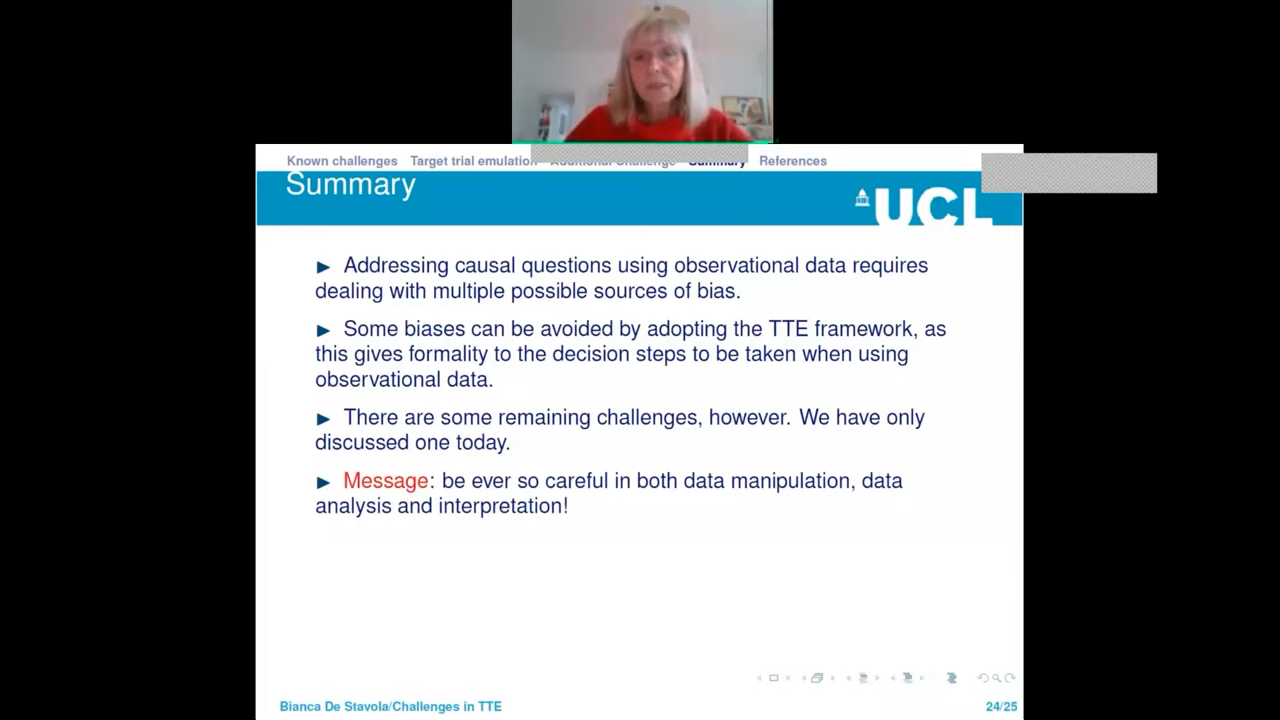 Known challenges Target trial emulation Additional Challenge Summary References
Summary
UCL
► Addressing causal questions using observational data requires
dealing with multiple possible sources of bias.
► Some biases can be avoided by adopting the TTE framework, as
this gives formality to the decision steps to be taken when using
observational data.
► There are some remaining challenges, however. We have only
discussed one today.
► Message: be ever so careful in both data manipulation, data
analysis and interpretation!
Bianca De Stavola/Challenges in TTE 24/25